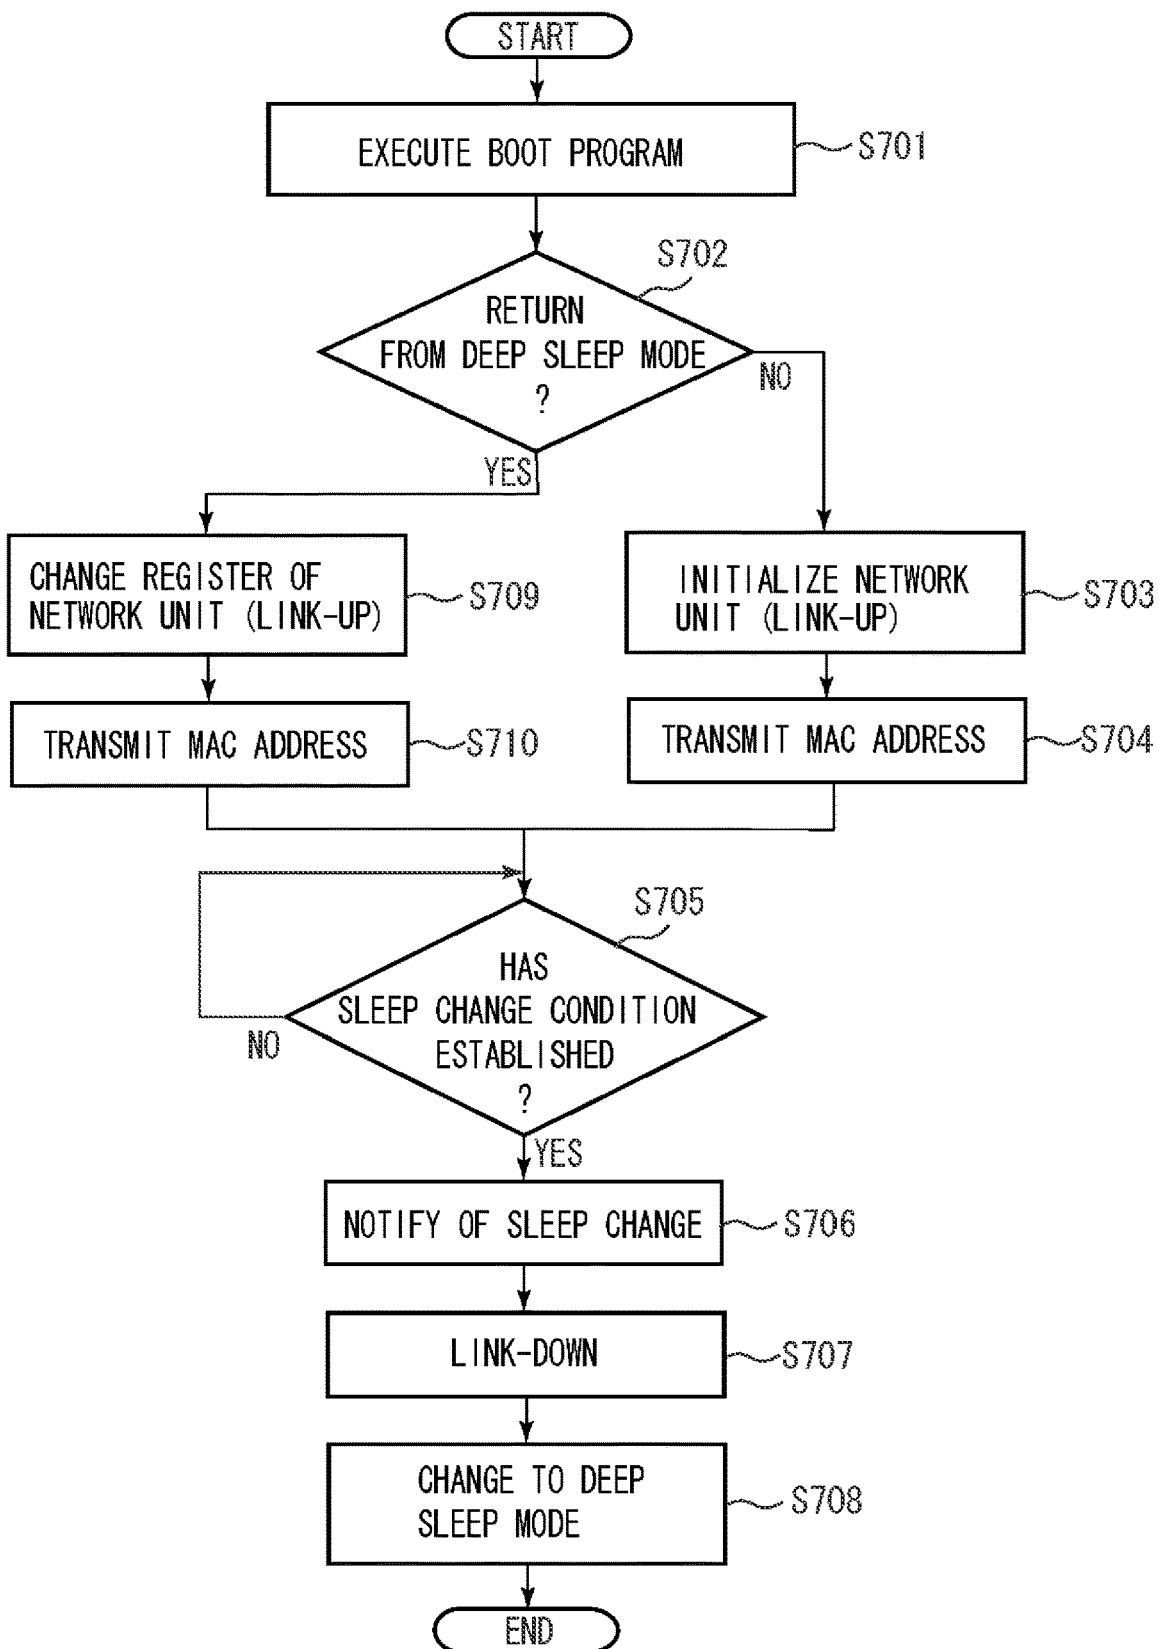 START
EXECUTE BOOT PROGRAM
S701
S702
RETURN
FROM DEEP SLEEP MODE
?
NO
YES
CHANGE REGISTER OF
NETWORK UNIT (LINK-UP)
S709
INITIALIZE NETWORK
UNIT (LINK-UP)
S703
TRANSMIT MAC ADDRESS
S710
TRANSMIT MAC ADDRESS
S704
S705
HAS
SLEEP CHANGE CONDITION
ESTABLISHED
?
NO
YES
NOTIFY OF SLEEP CHANGE
S706
LINK-DOWN
S707
CHANGE TO DEEP
SLEEP MODE
S708
END